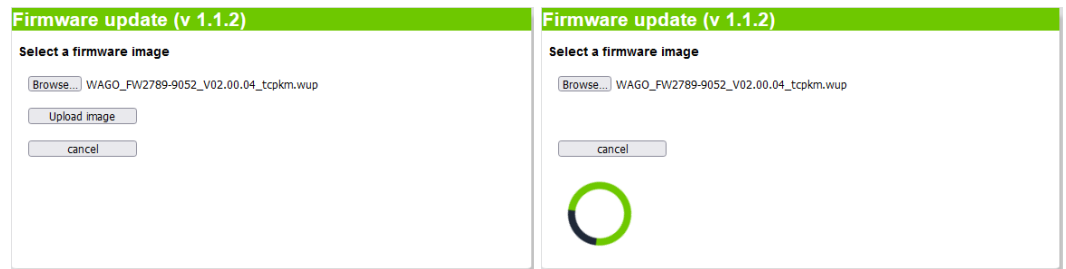 Firmware update (v 1.1.2)
Select a firmware image
Browse... WAGO_FW2789-9052_V02.00.04_tcpkm.wup
Upload image
cancel
Firmware update (v 1.1.2)
Select a firmware image
Browse... WAGO_FW2789-9052_V02.00.04_tcpkm.wup
cancel